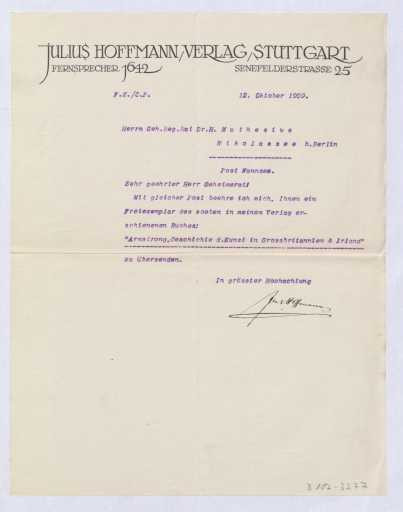 JULIUS HOFFMANN/VERLAG/STUTTGART
FERNSPRECHER 1642 SENEFELDERSTRASSE 25
12. Oktober 1909.
Herrn Geh.Reg.Rat Dr.H. Muthesius
Nikolassee b.Berlin
Post Wannsee.
Sehr geehrter Herr Geheimrat!
Mit gleicher Post beehre ich mich, Ihnen ein
Freiexemplar des soeben in meinem Verlag er-
schienenen Buches:
"Armstrong,Geschichte d.Kunst in Grossbritannien & Irland"
zu übersenden.
In grösster Hochachtung
Jul. Hoffmann